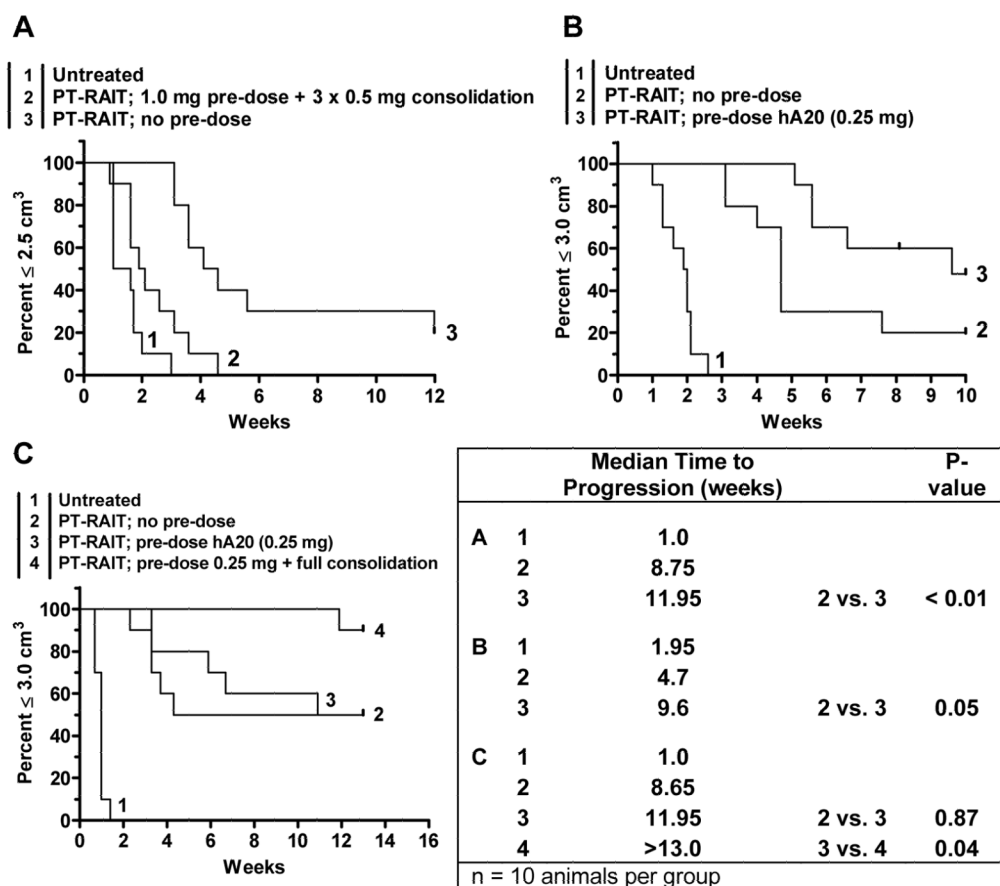 A
1 Untreated
2 PT-RAIT; 1.0 mg pre-dose + 3 x 0.5 mg consolidation
3 PT-RAIT; no pre-dose
Percent ≤ 2.5 cm³
100
80
60
40
20
0
1
2
3
0 2 4 6 8 10 12
Weeks
B
1 Untreated
2 PT-RAIT; no pre-dose
3 PT-RAIT; pre-dose hA20 (0.25 mg)
Percent ≤ 3.0 cm³
100
80
60
40
20
0
3
2
1
0 1 2 3 4 5 6 7 8 9 10
Weeks
C
1 Untreated
2 PT-RAIT; no pre-dose
3 PT-RAIT; pre-dose hA20 (0.25 mg)
4 PT-RAIT; pre-dose 0.25 mg + full consolidation
Percent ≤ 3.0 cm³
100
80
60
40
20
0
4
3
2
1
0 2 4 6 8 10 12 14 16
Weeks
Median Time to P-
Progression (weeks) value
A 1 1.0
2 8.75
3 11.95 2 vs. 3 < 0.01
B 1 1.95
2 4.7
3 9.6 2 vs. 3 0.05
C 1 1.0
2 8.65
3 11.95 2 vs. 3 0.87
4 >13.0 3 vs. 4 0.04
n = 10 animals per group